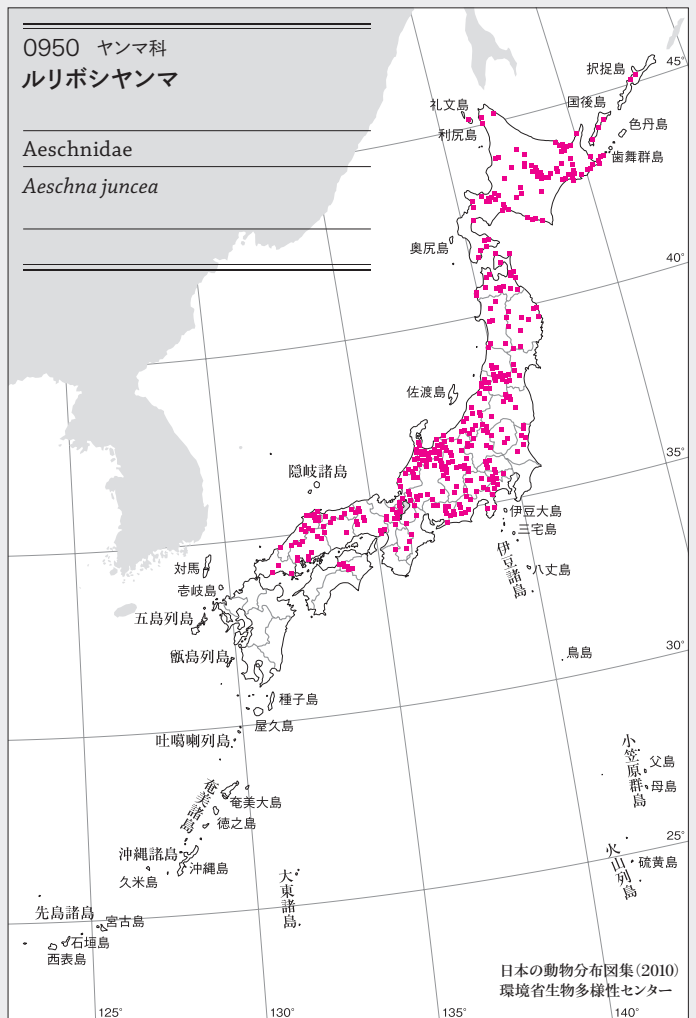 0950 ヤンマ科
ルリボシヤンマ
Aeschnidae
Aeschna juncea
択捉島
45°
国後島
礼文島
色丹島
利尻島
歯舞群島
奥尻島
40°
佐渡島
35°
隠岐諸島
伊豆大島
三宅島
伊豆諸島
八丈島
対馬
壱岐島
五島列島
甑島列島
鳥島
30°
種子島
屋久島
吐噶喇列島
小笠原群島
父島
母島
奄美諸島
奄美大島
徳之島
25°
沖縄諸島
沖縄島
久米島
大東諸島
火山列島
硫黄島
先島諸島
宮古島
石垣島
西表島
日本の動物分布図集(2010)
環境省生物多様性センター
125°
130°
135°
140°